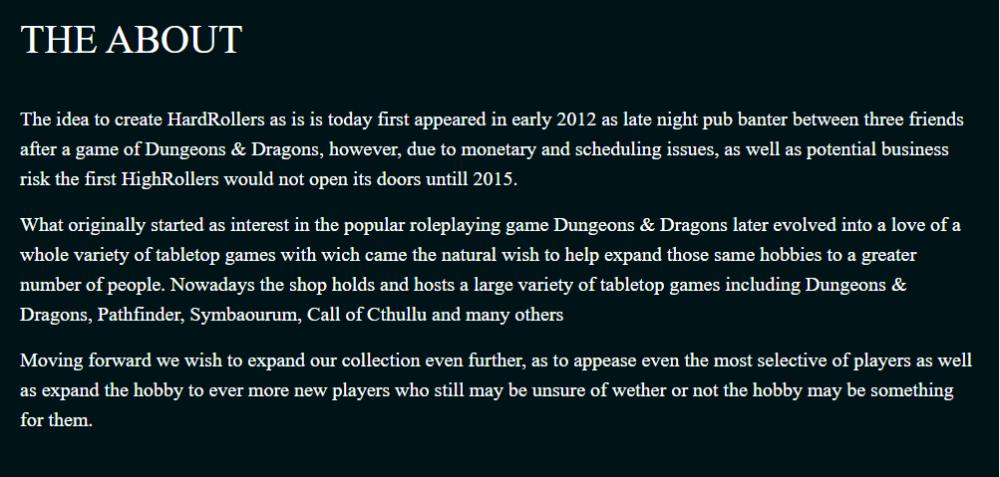 THE ABOUT
The idea to create HardRollers as is is today first appeared in early 2012 as late night pub banter between three friends
after a game of Dungeons & Dragons, however, due to monetary and scheduling issues, as well as potential business
risk the first HighRollers would not open its doors untill 2015.
What originally started as interest in the popular roleplaying game Dungeons & Dragons later evolved into a love of a
whole variety of tabletop games with wich came the natural wish to help expand those same hobbies to a greater
number of people. Nowadays the shop holds and hosts a large variety of tabletop games including Dungeons &
Dragons, Pathfinder, Symbaourum, Call of Cthullu and many others
Moving forward we wish to expand our collection even further, as to appease even the most selective of players as well
as expand the hobby to ever more new players who still may be unsure of wether or not the hobby may be something
for them.